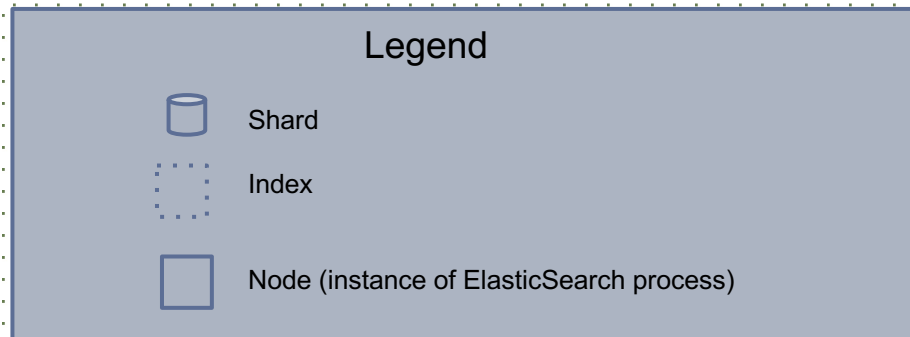 Legend
Shard
Index
Node (instance of ElasticSearch process)